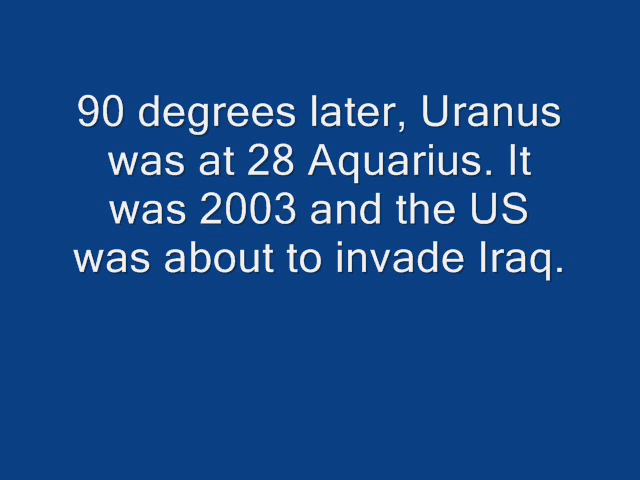 90 degrees later, Uranus
was at 28 Aquarius. It
was 2003 and the US
was about to invade Iraq.